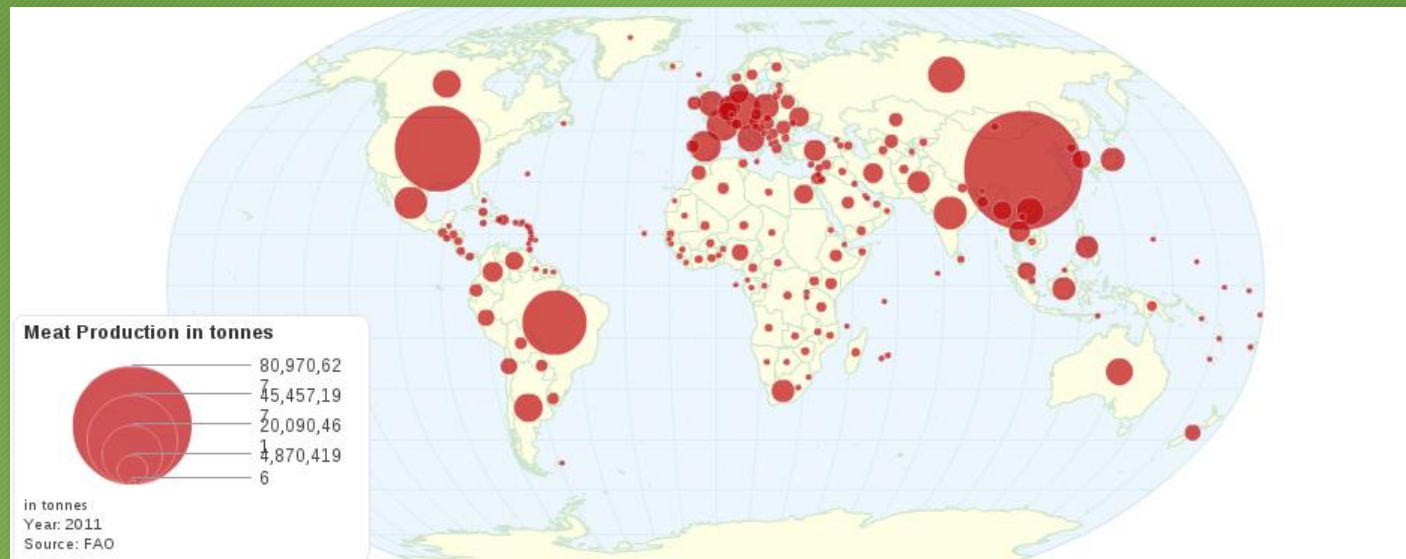 Meat Production in tonnes
80,970,62
7
45,457,19
7
20,090,46
1
4,870,419
6
in tonnes
Year: 2011
Source: FAO